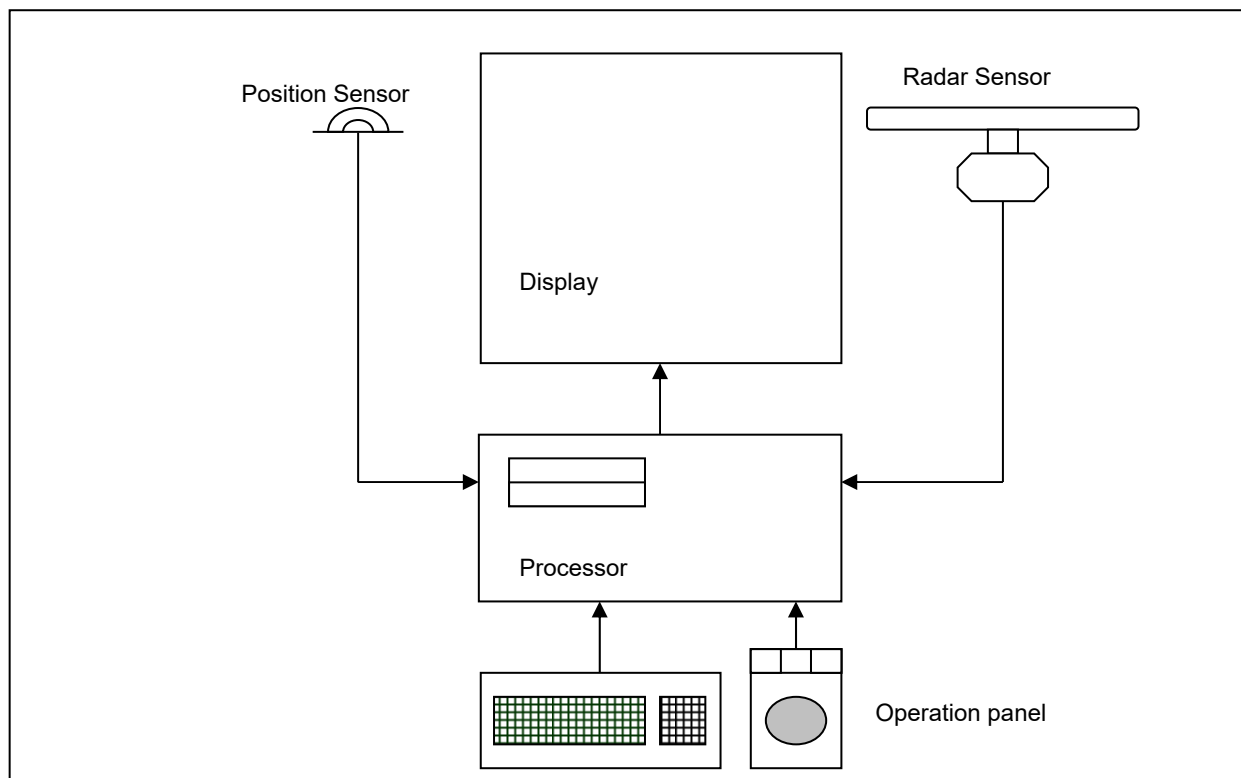 Radar Sensor
Position Sensor
Display
Processor
Operation panel